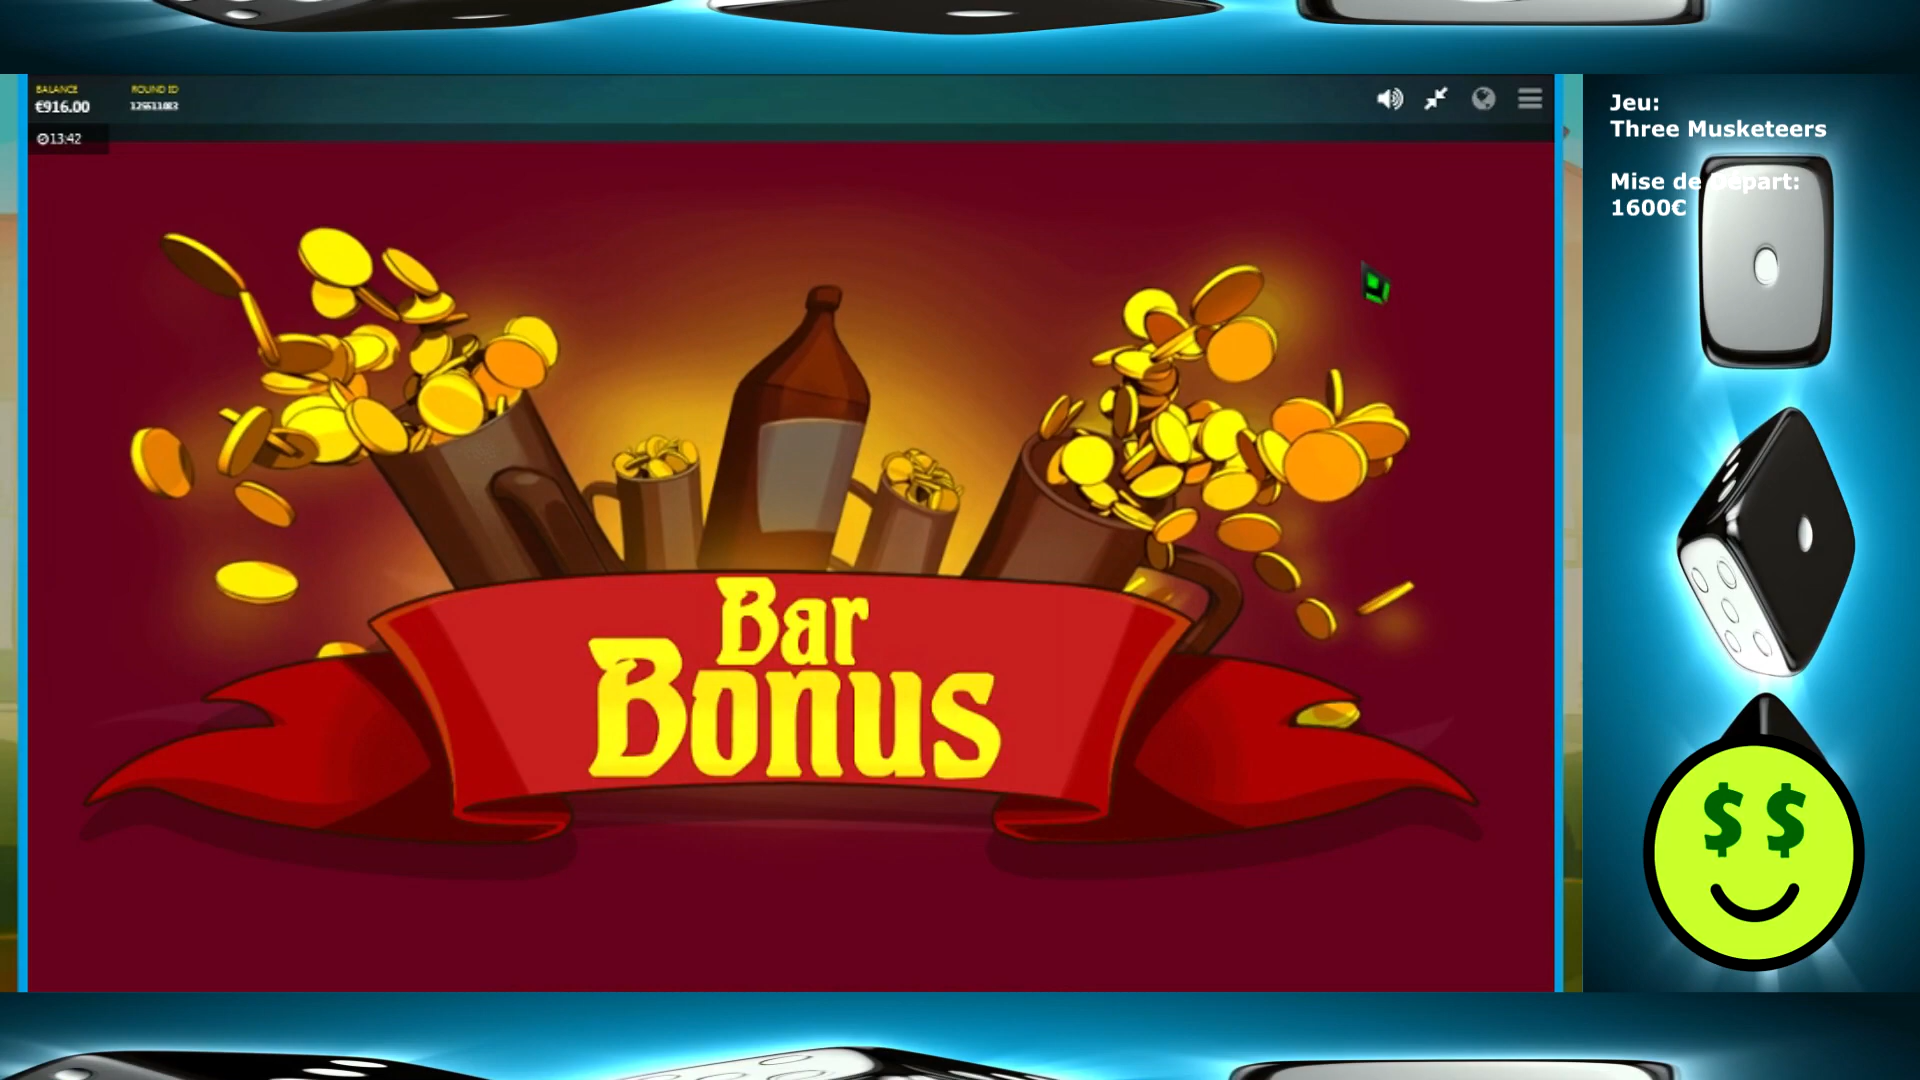 BALANCE
€916.00
ROUND ID
13:42
Jeu:
Three Musketeers
Mise de Départ:
1600€
Bar
Bonus
$ $